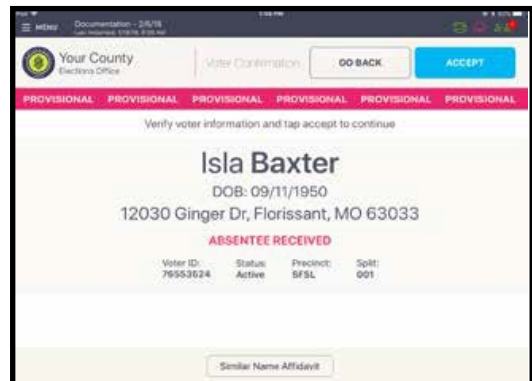 MENU
Documentation - 2/6/18
Your County
Elections Office
Voter Confirmation
GO BACK
ACCEPT
PROVISIONAL PROVISIONAL PROVISIONAL PROVISIONAL PROVISIONAL PROVISIONAL
Verify voter information and tap accept to continue
Isla Baxter
DOB: 09/11/1950
12030 Ginger Dr, Florissant, MO 63033
ABSENTEE RECEIVED
Voter ID: Status: Precinct: Split:
76553624 Active SFSL 001
Similar Name Affidavit